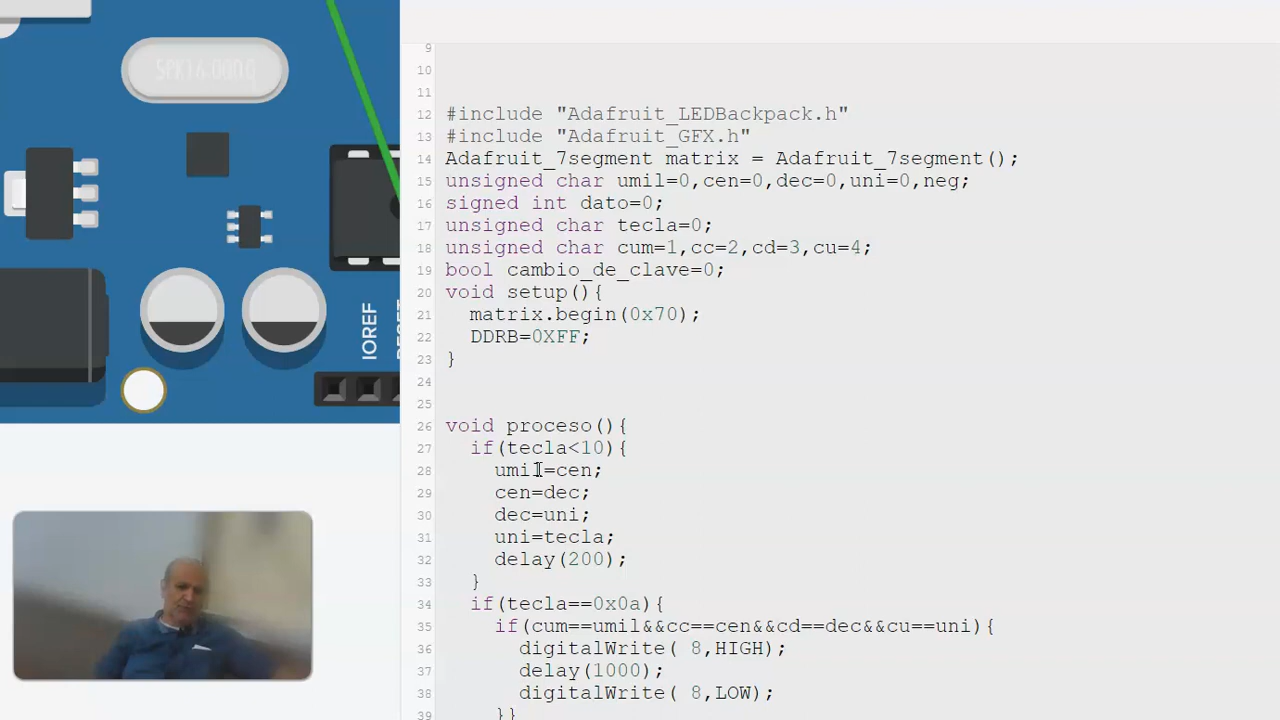 SPK16.000G
IOREF
9
10
11
12 #include "Adafruit_LEDBackpack.h"
13 #include "Adafruit_GFX.h"
14 Adafruit_7segment matrix = Adafruit_7segment();
15 unsigned char umil=0,cen=0,dec=0,uni=0,neg;
16 signed int dato=0;
17 unsigned char tecla=0;
18 unsigned char cum=1,cc=2,cd=3,cu=4;
19 bool cambio_de_clave=0;
20 void setup(){
21 matrix.begin(0x70);
22 DDRB=0XFF;
23 }
24
25
26 void proceso(){
27 if(tecla<10){
28 umil=cen;
29 cen=dec;
30 dec=uni;
31 uni=tecla;
32 delay(200);
33 }
34 if(tecla==0x0a){
35 if(cum==umil&&cc==cen&&cd==dec&&cu==uni){
36 digitalWrite( 8,HIGH);
37 delay(1000);
38 digitalWrite( 8,LOW);
39 }}